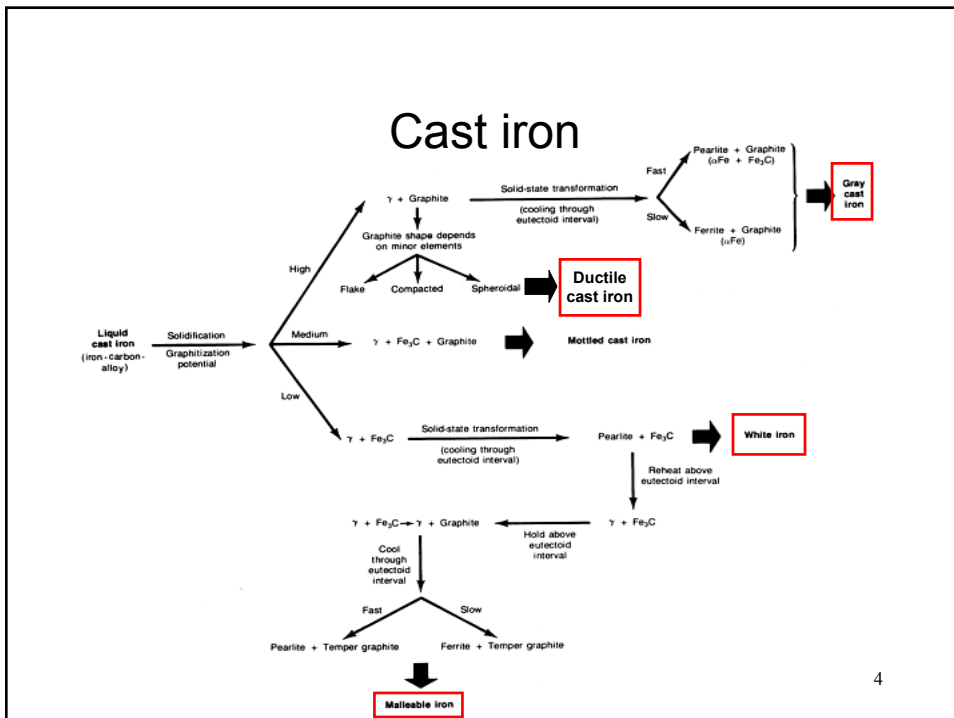 Cast iron
Pearlite + Graphite
(αFe + Fe₃C)
Fast
γ + Graphite
Solid-state transformation
(cooling through
eutectoid interval)
Gray
cast
iron
Slow
Ferrite + Graphite
(αFe)
Graphite shape depends
on minor elements
High
Flake
Compacted
Spheroidal
Ductile
cast iron
Liquid
cast iron
(iron-carbon-
alloy)
Solidification
Graphitization
potential
Medium
γ + Fe₃C + Graphite
Mottled cast iron
Low
γ + Fe₃C
Solid-state transformation
(cooling through
eutectoid interval)
Pearlite + Fe₃C
White iron
Reheat above
eutectoid interval
γ + Fe₃C → γ + Graphite
Hold above
eutectoid
interval
γ + Fe₃C
Cool
through
eutectoid
interval
Fast
Slow
Pearlite + Temper graphite
Ferrite + Temper graphite
Malleable iron
4